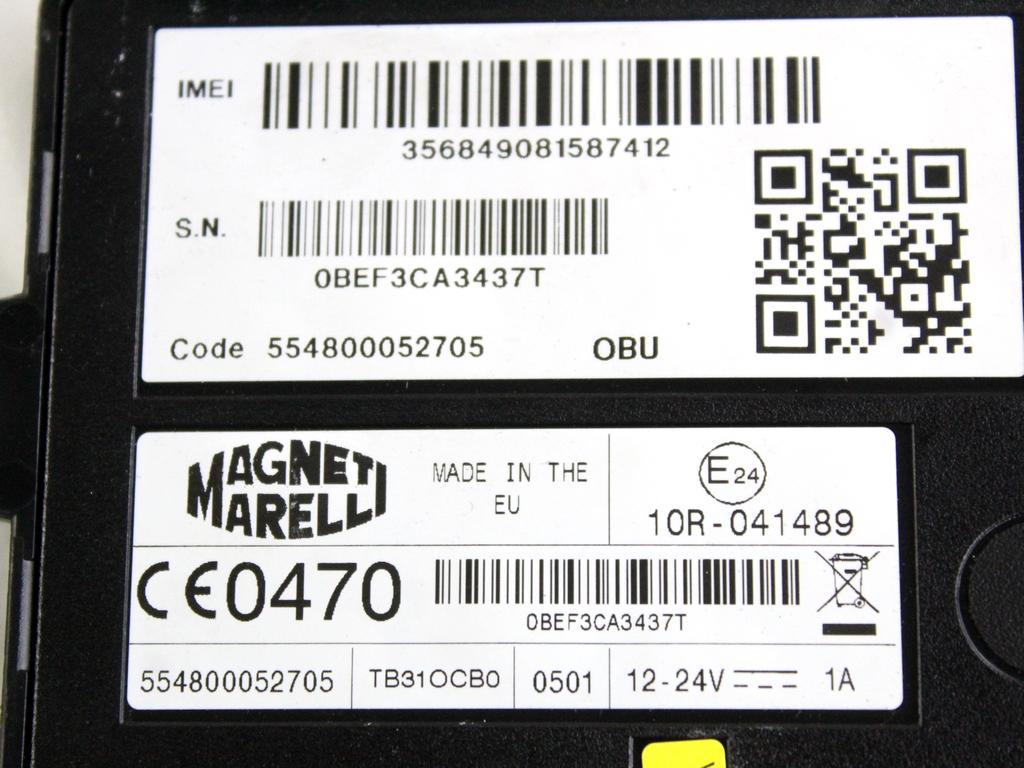 IMEI
356849081587412
S.N.
0BEF3CA3437T
Code 554800052705 OBU
MAGNETI
MARELLI
MADE IN THE
EU
E24
10R-041489
CE0470
0BEF3CA3437T
554800052705 TB310CB0 0501 12-24V 1A